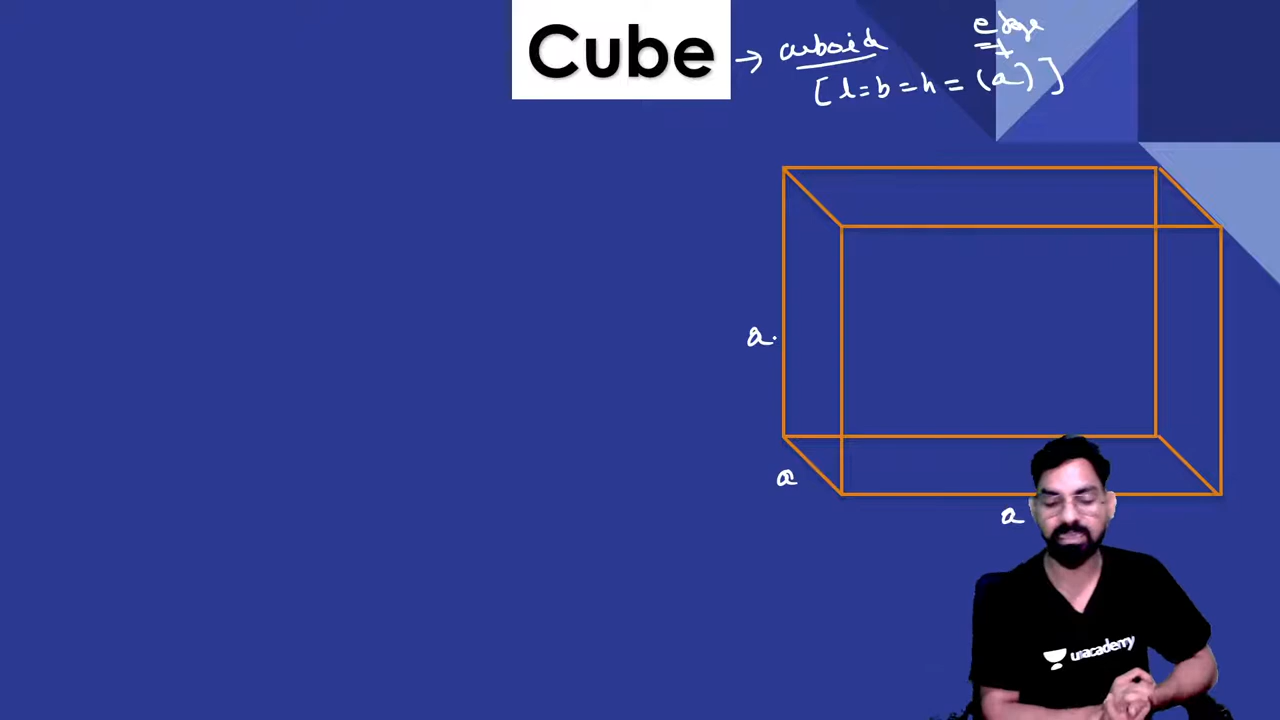 Cube → cuboid
edge
[l=b=h=(a)]
a
a
a
unacademy